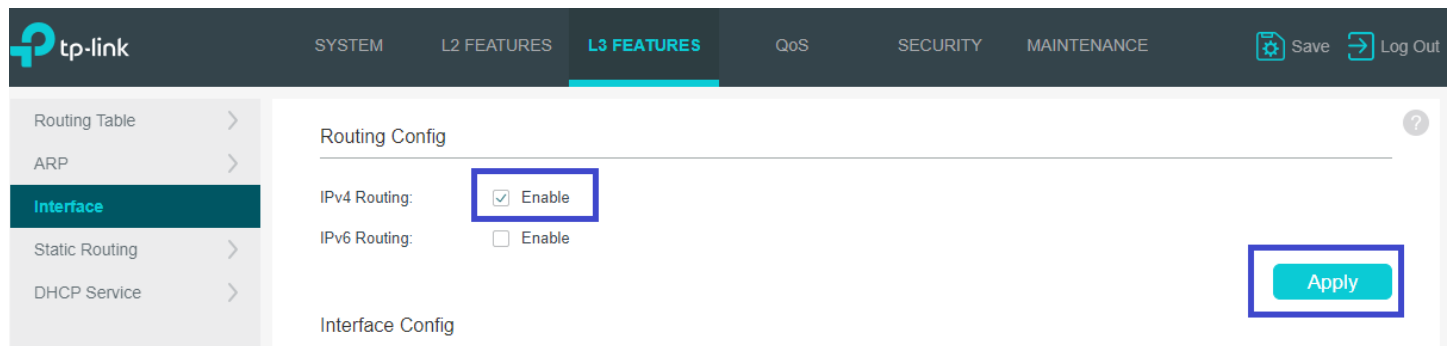 tp-link
SYSTEM L2 FEATURES L3 FEATURES QoS SECURITY MAINTENANCE Save Log Out
Routing Table
ARP
Interface
Static Routing
DHCP Service
Routing Config
?
IPv4 Routing: Enable
IPv6 Routing: Enable
Apply
Interface Config